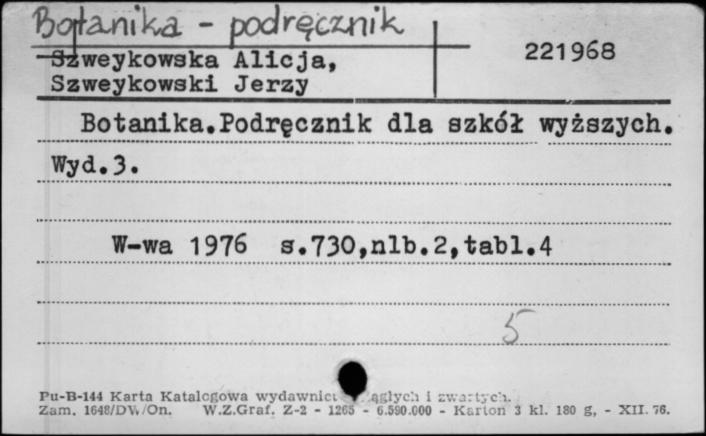 Botanika - podręcznik
Szweykowska Alicja,
Szweykowski Jerzy
221968
Botanika.Podręcznik dla szkół wyższych.
Wyd.3.
W-wa 1976 s.730,nlb.2,tabl.4
5
Pu-B-144 Karta Katalogowa wydawnict ągłych i zwartych.
Zam. 1648/DW/On. W.Z.Graf. Z-2 - 1265 - 6.590.000 - Karton 3 kl. 180 g, - XII. 76.